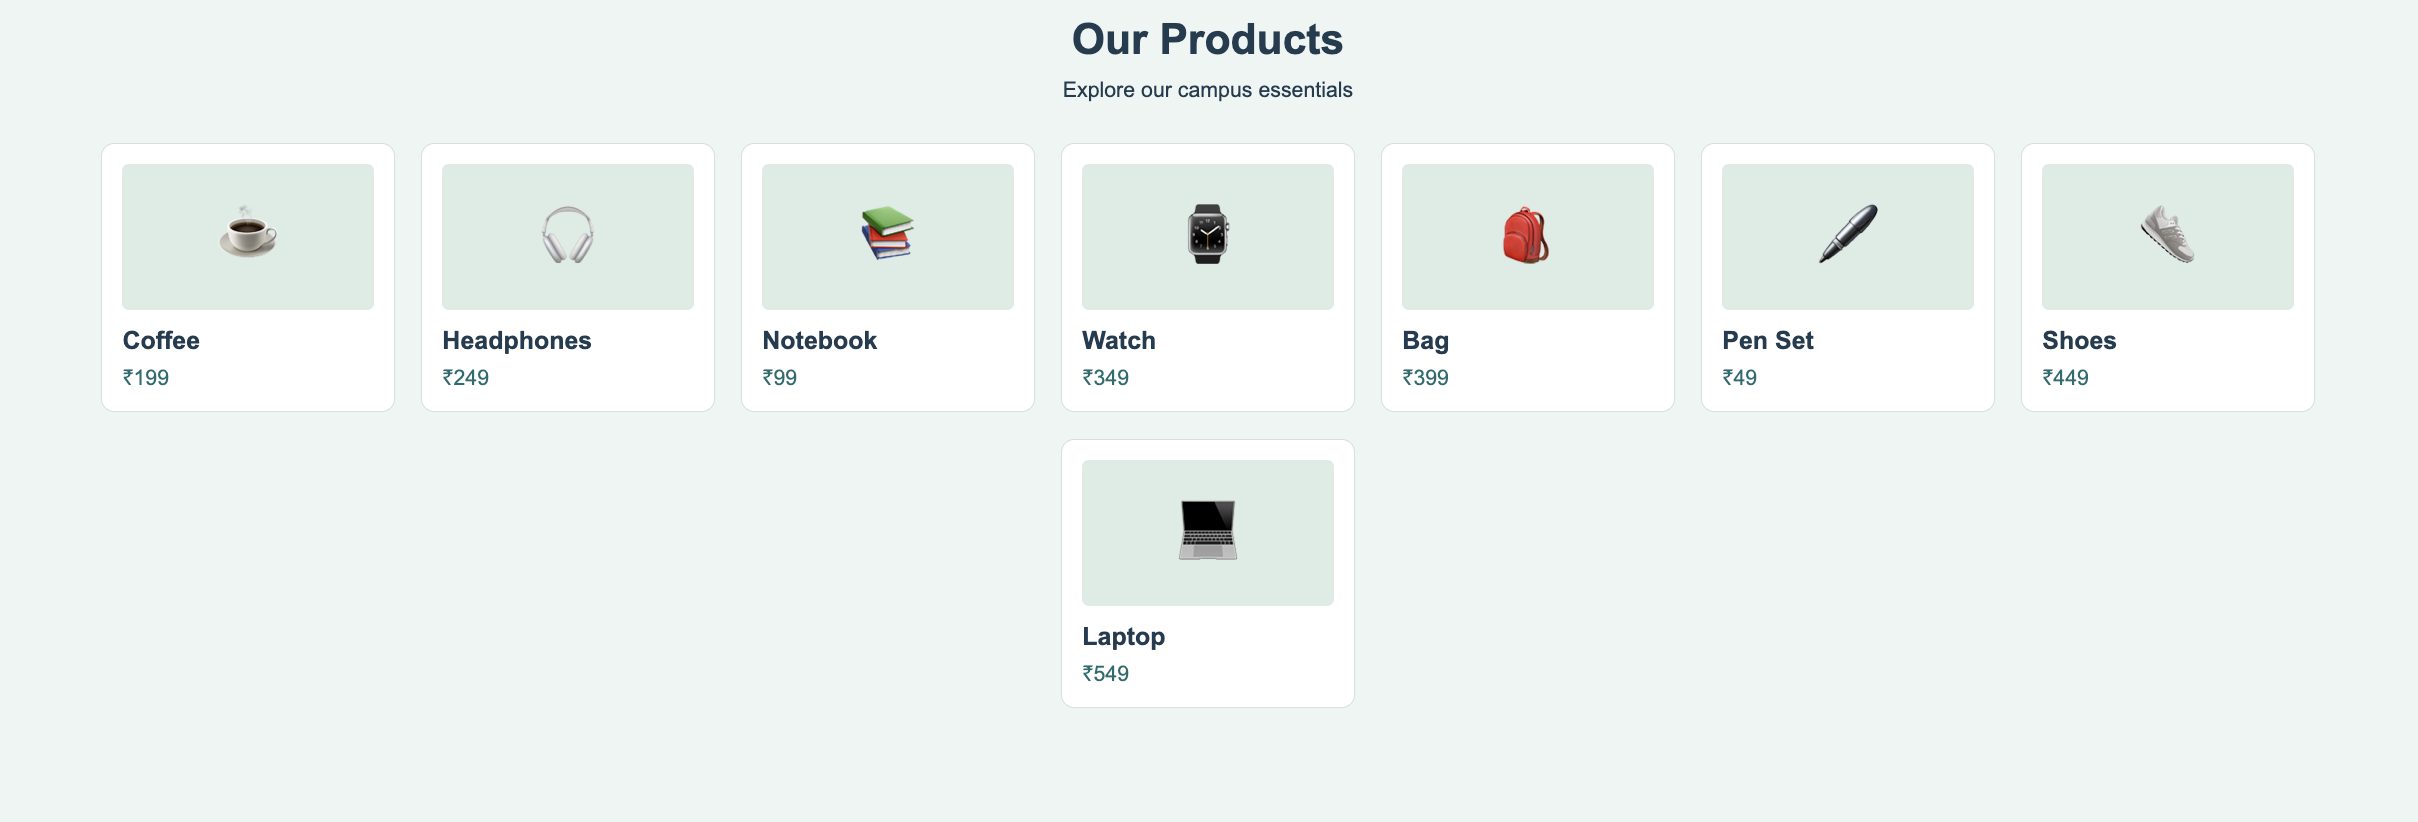 Our Products
Explore our campus essentials
Coffee
₹199
Headphones
₹249
Notebook
₹99
Watch
₹349
Bag
₹399
Pen Set
₹49
Shoes
₹449
Laptop
₹549